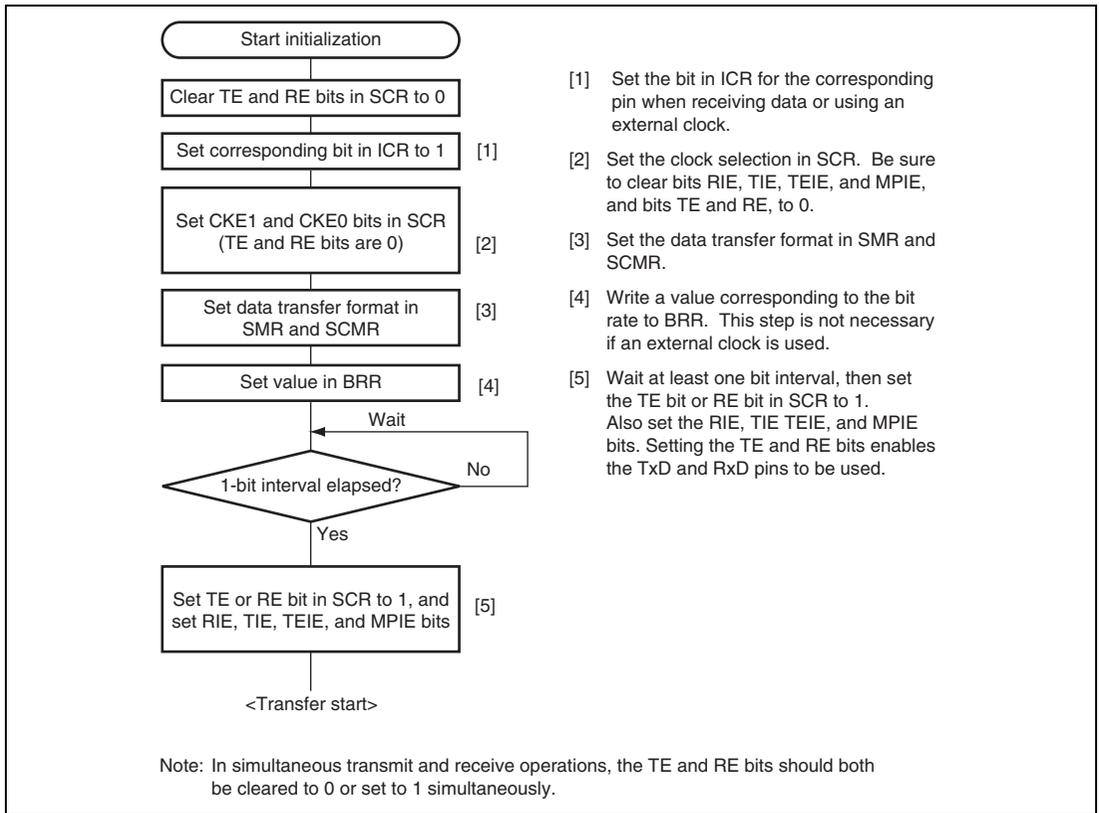 Start initialization
Clear TE and RE bits in SCR to 0
Set corresponding bit in ICR to 1
[1]
Set CKE1 and CKE0 bits in SCR
(TE and RE bits are 0)
[2]
Set data transfer format in
SMR and SCMR
[3]
Set value in BRR
[4]
Wait
1-bit interval elapsed?
No
Yes
Set TE or RE bit in SCR to 1, and
set RIE, TIE, TEIE, and MPIE bits
[5]
<Transfer start>
[1] Set the bit in ICR for the corresponding
pin when receiving data or using an
external clock.
[2] Set the clock selection in SCR. Be sure
to clear bits RIE, TIE, TEIE, and MPIE,
and bits TE and RE, to 0.
[3] Set the data transfer format in SMR and
SCMR.
[4] Write a value corresponding to the bit
rate to BRR. This step is not necessary
if an external clock is used.
[5] Wait at least one bit interval, then set
the TE bit or RE bit in SCR to 1.
Also set the RIE, TIE TEIE, and MPIE
bits. Setting the TE and RE bits enables
the TxD and RxD pins to be used.
Note: In simultaneous transmit and receive operations, the TE and RE bits should both
be cleared to 0 or set to 1 simultaneously.